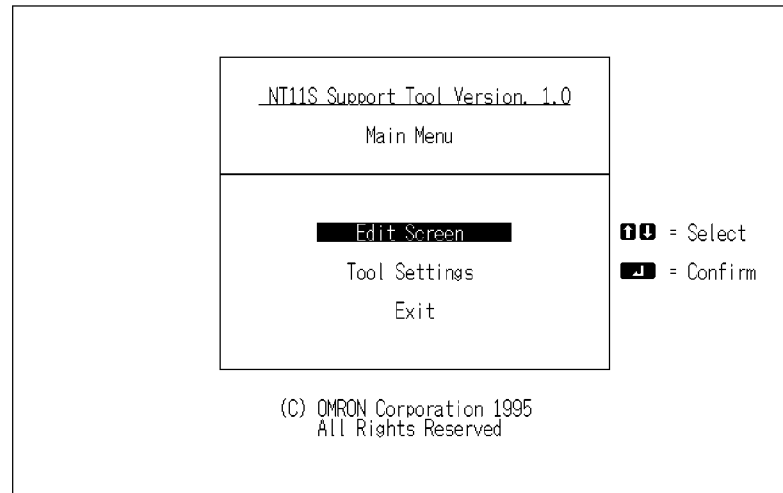 NT11S Support Tool Version. 1.0
Main Menu
Edit Screen
↑↓ = Select
Tool Settings
↵ = Confirm
Exit
(C) OMRON Corporation 1995
All Rights Reserved